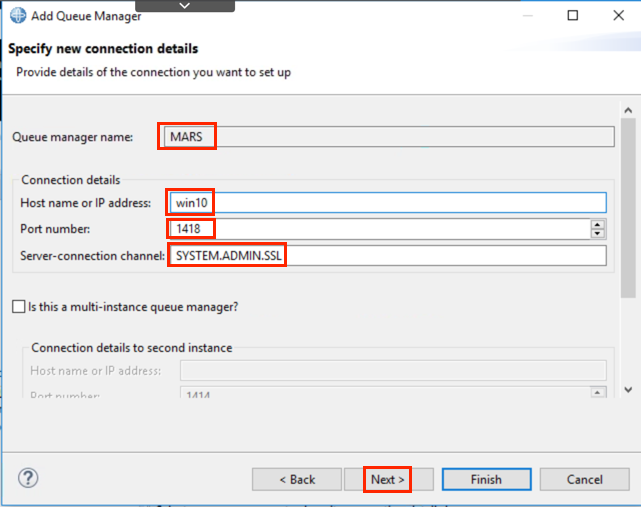 Add Queue Manager
Specify new connection details
Provide details of the connection you want to set up
Queue manager name: MARS
Connection details
Host name or IP address: win10
Port number: 1418
Server-connection channel: SYSTEM.ADMIN.SSL
Is this a multi-instance queue manager?
Connection details to second instance
Host name or IP address:
Port number: 1414
? < Back Next > Finish Cancel